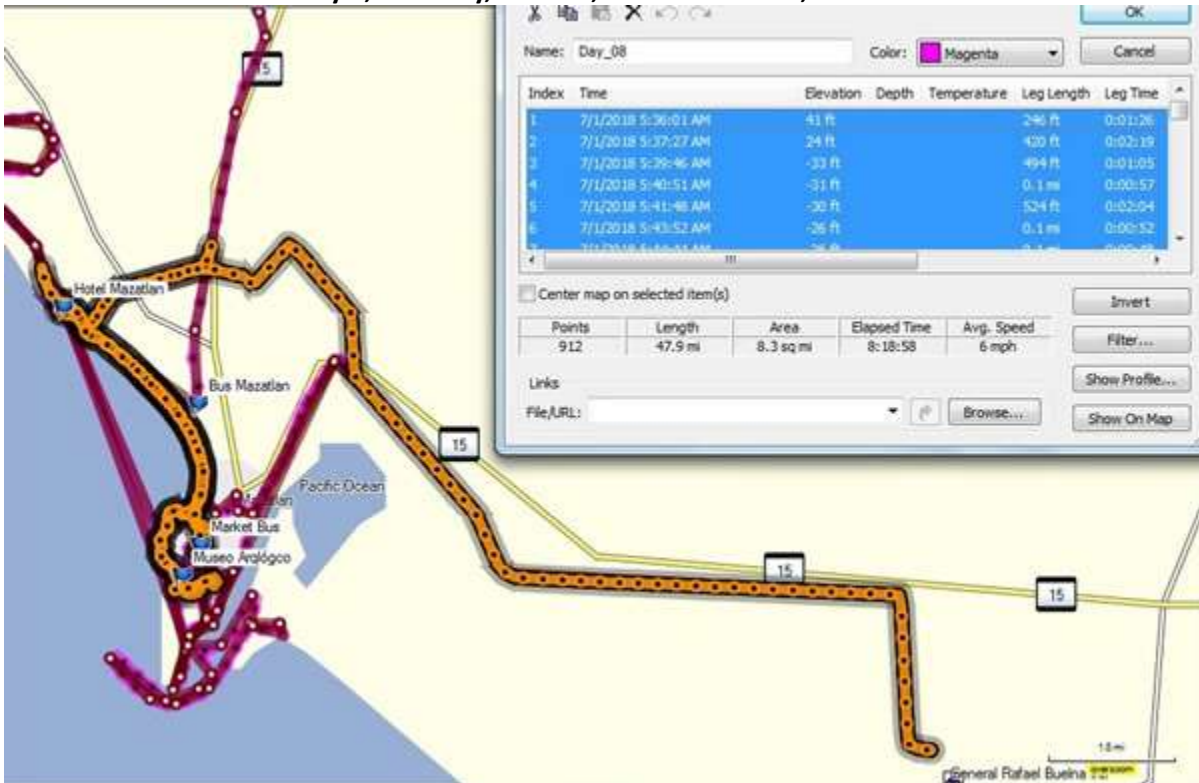 OK
Name: Day_08 Color: Magenta Cancel
Index Time Elevation Depth Temperature Leg Length Leg Time
1 7/1/2018 5:36:01 AM 41 ft 246 ft 0:01:26
2 7/1/2018 5:37:27 AM 24 ft 420 ft 0:02:19
3 7/1/2018 5:39:46 AM -33 ft 494 ft 0:01:05
4 7/1/2018 5:40:51 AM -31 ft 0.1 mi 0:00:57
5 7/1/2018 5:41:48 AM -30 ft 524 ft 0:02:04
6 7/1/2018 5:43:52 AM -26 ft 0.1 mi 0:00:52
Center map on selected item(s)
Invert
Points Length Area Elapsed Time Avg. Speed
912 47.9 mi 8.3 sq mi 8:18:58 6 mph
Filter...
Links
Show Profile...
File/URL: Browse...
Show On Map
15
Hotel Mazatlan
Bus Mazatlan
15
Pacific Ocean
Market Bus
Museo Arqlógco
15
15
1.8 mi
overzoom
General Rafael Buelna